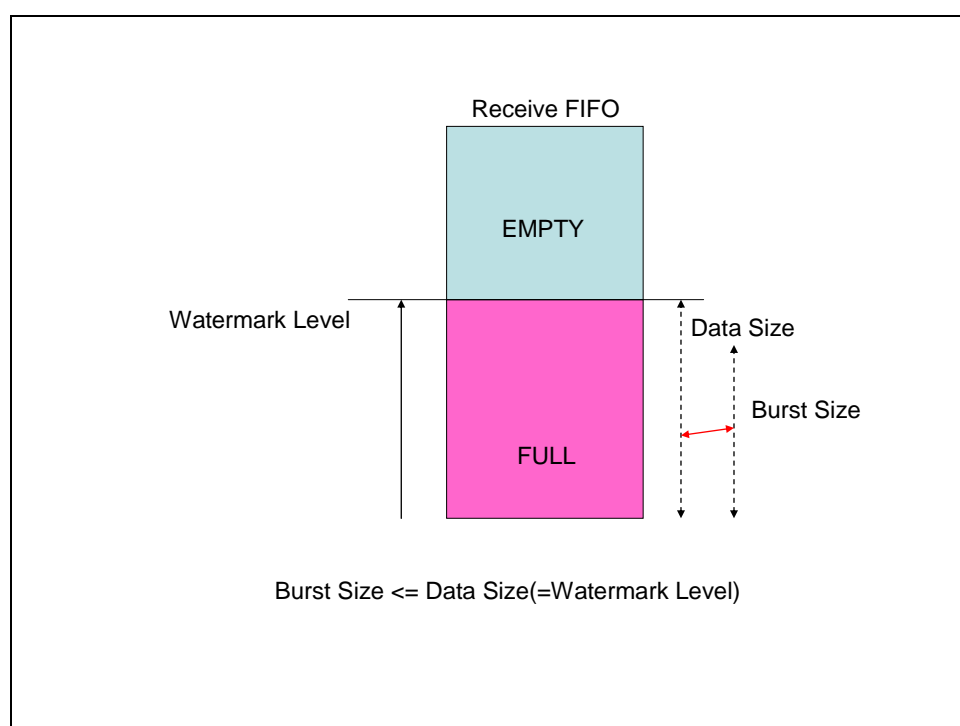 Receive FIFO
EMPTY
Watermark Level
Data Size
Burst Size
FULL
Burst Size <= Data Size(=Watermark Level)